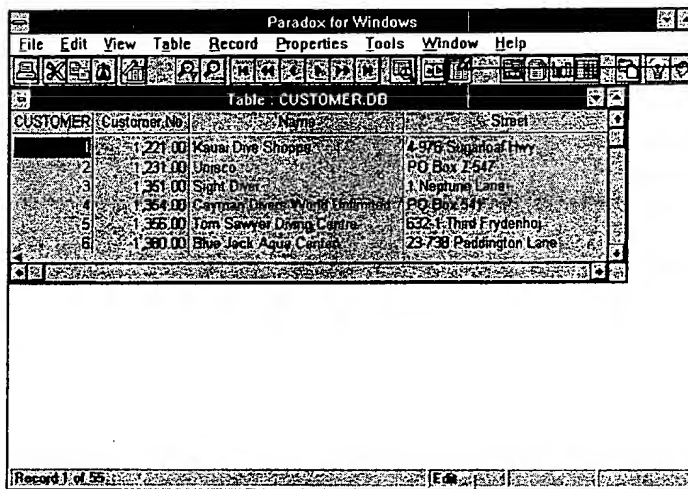 Paradox for Windows
File Edit View Table Record Properties Tools Window Help
Table : CUSTOMER.DB
CUSTOMER Customer No Name Street
1 1,221.00 Kauai Dive Shoppe 4-976 Sugarloaf Hwy
2 1,231.00 Unisco PO Box Z-547
3 1,351.00 Sight Diver 1 Neptune Lane
4 1,354.00 Cayman Divers World Unlimited PO Box 541
5 1,356.00 Tom Sawyer Diving Centre 632-1 Third Frydenhoj
6 1,380.00 Blue Jack Aqua Center 23-738 Paddington Lane
Record 1 of 55 Edit